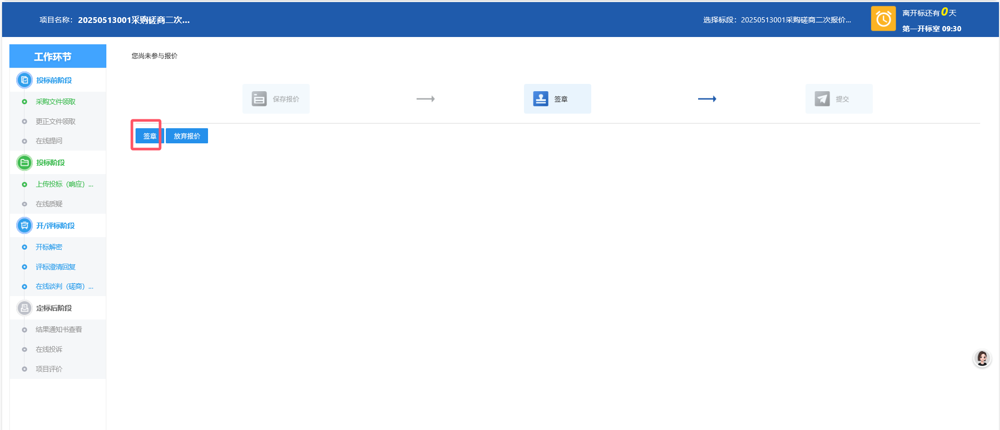 项目名称： 20250513001采购磋商二次...
选择标段： 20250513001采购磋商二次报价...
离开标还有0天
第一开标室 09:30
工作环节
投标前阶段
采购文件领取
更正文件领取
在线提问
投标阶段
上传投标（响应）...
在线质疑
开/评标阶段
开标解密
评标澄清回复
在线谈判（磋商）...
定标后阶段
结果通知书查看
在线投诉
项目评价
您尚未参与报价
保存报价
签章
提交
签章 放弃报价